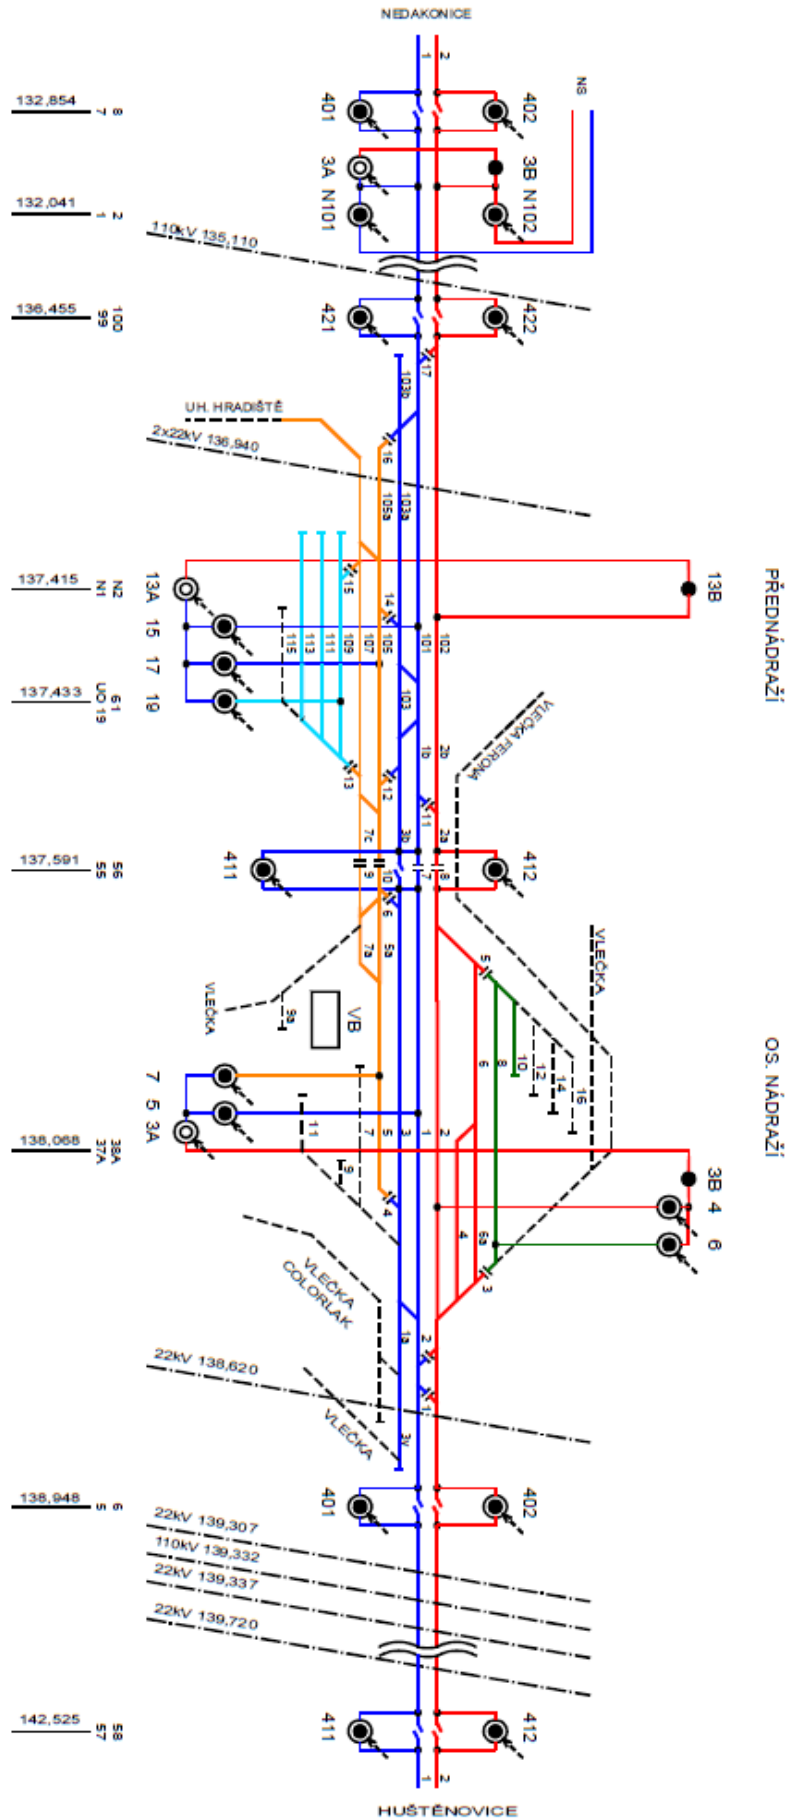 NEDAKONICE
1
2
NS
132,854
7 8
401
402
3A N101
3B N102
132,041
1 2
110kV 135,110
136,455
99 100
421
422
17
103b
UH. HRADIŠTĚ
16
2x22kV 136,940
105a
103a
PŘEDNÁDRAŽÍ
137,415
N1 N2
13A
13B
15
14
15
17
19
115
113
111
109
107
105
101
102
137,433
UO 19 61
103
VLEČKA FERONA
1b
2b
13
12
11
7c
3b
2a
137,591
55 56
411
412
9
10
7
8
6
5
7a
5a
VLEČKA
VLEČKA
9a
VB
6
8
10
12
14
16
OS. NÁDRAŽÍ
7
5
3A
11
9
7
5
3
1
2
138,068
37A 38A
3B
4
6
4
4
6a
3
VLEČKA
COLORLAK
1a
2
22kV 138,620
1
VLEČKA
3y
138,948
5 6
401
402
22kV 139,307
110kV 139,332
22kV 139,337
22kV 139,720
142,525
57 58
411
412
1
2
HUŠTĚNOVICE